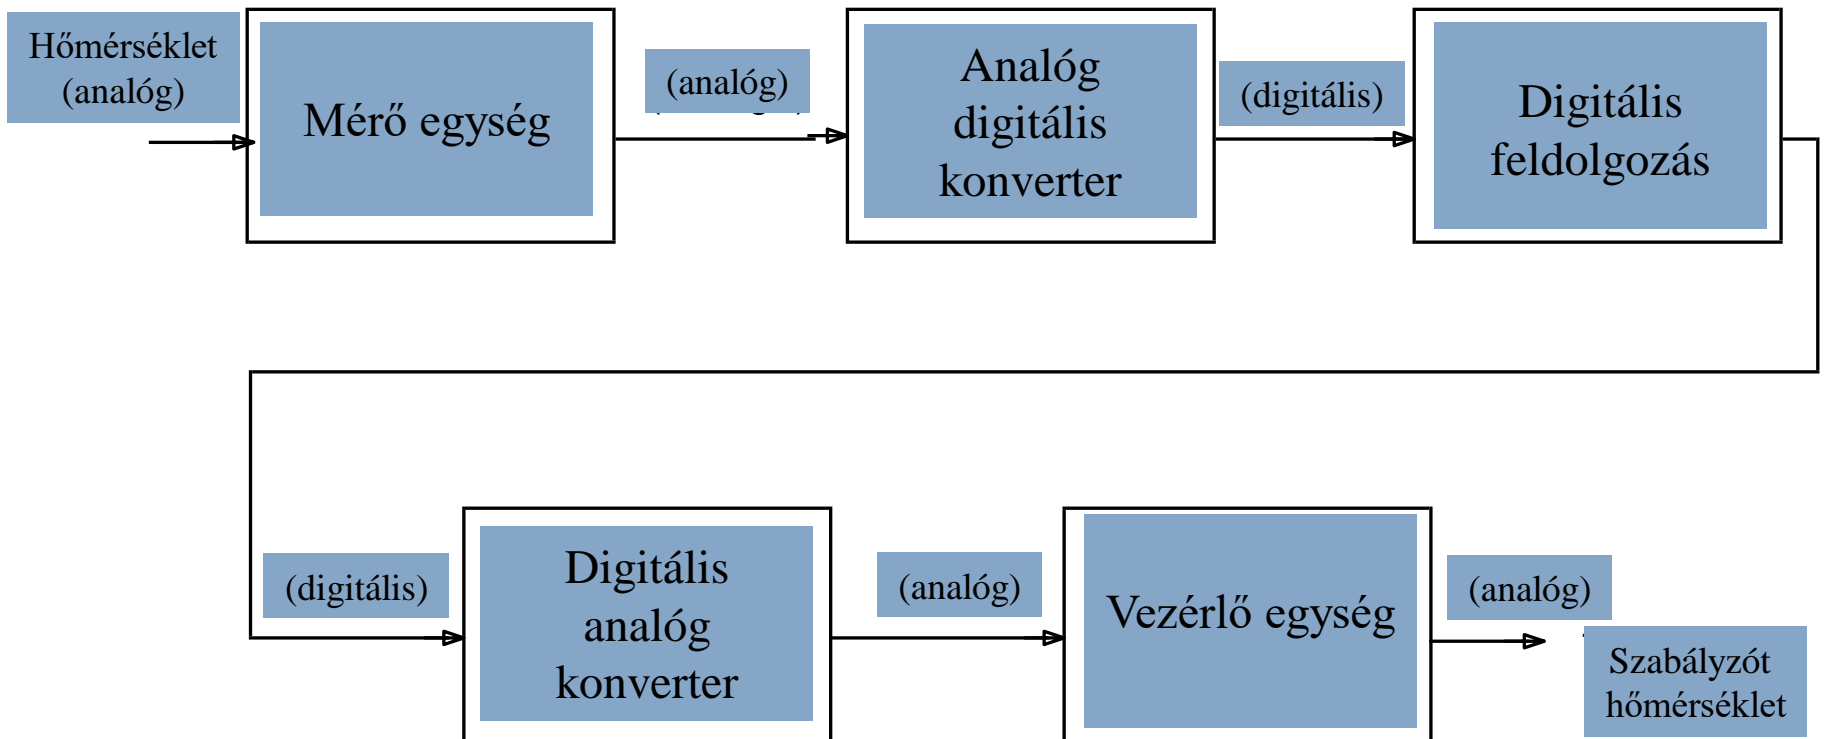 Hőmérséklet
(analóg)
Mérő egység
(analóg)
Analóg
digitális
konverter
(digitális)
Digitális
feldolgozás
(digitális)
Digitális
analóg
konverter
(analóg)
Vezérlő egység
(analóg)
Szabályzót
hőmérséklet